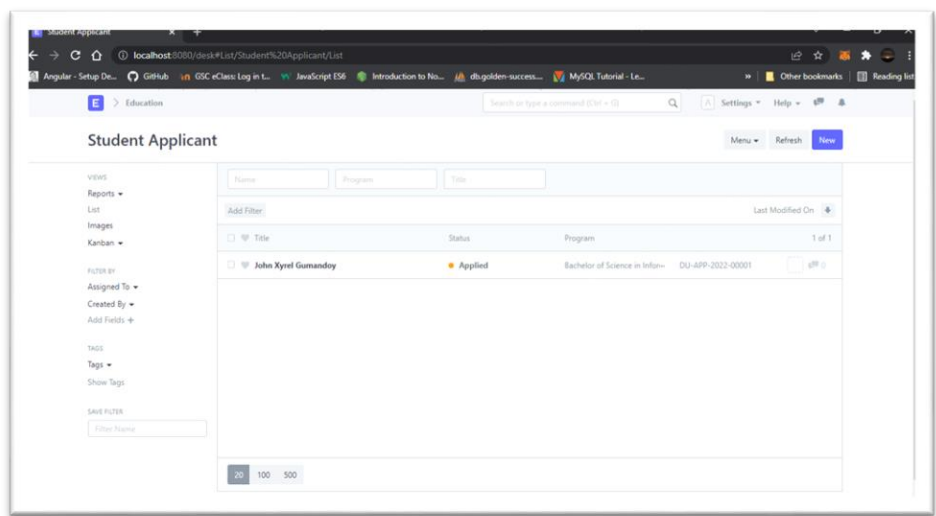 Student Applicant
localhost:8080/desk#List/Student%20Applicant/List
Angular - Setup De... GitHub GSC eClass: Log in t... JavaScript ES6 Introduction to No... db.golden-success.... MySQL Tutorial - Le... » Other bookmarks Reading list
E > Education Search or type a command (Ctrl + G) A Settings Help
Student Applicant Menu Refresh New
VIEWS
Reports
List
Images
Kanban
FILTER BY
Assigned To
Created By
Add Fields +
TAGS
Tags
Show Tags
SAVE FILTER
Filter Name
Name Program Title
Add Filter Last Modified On
Title Status Program 1 of 1
John Xyrel Gumandoy Applied Bachelor of Science in Infor... DU-APP-2022-00001 0
20 100 500